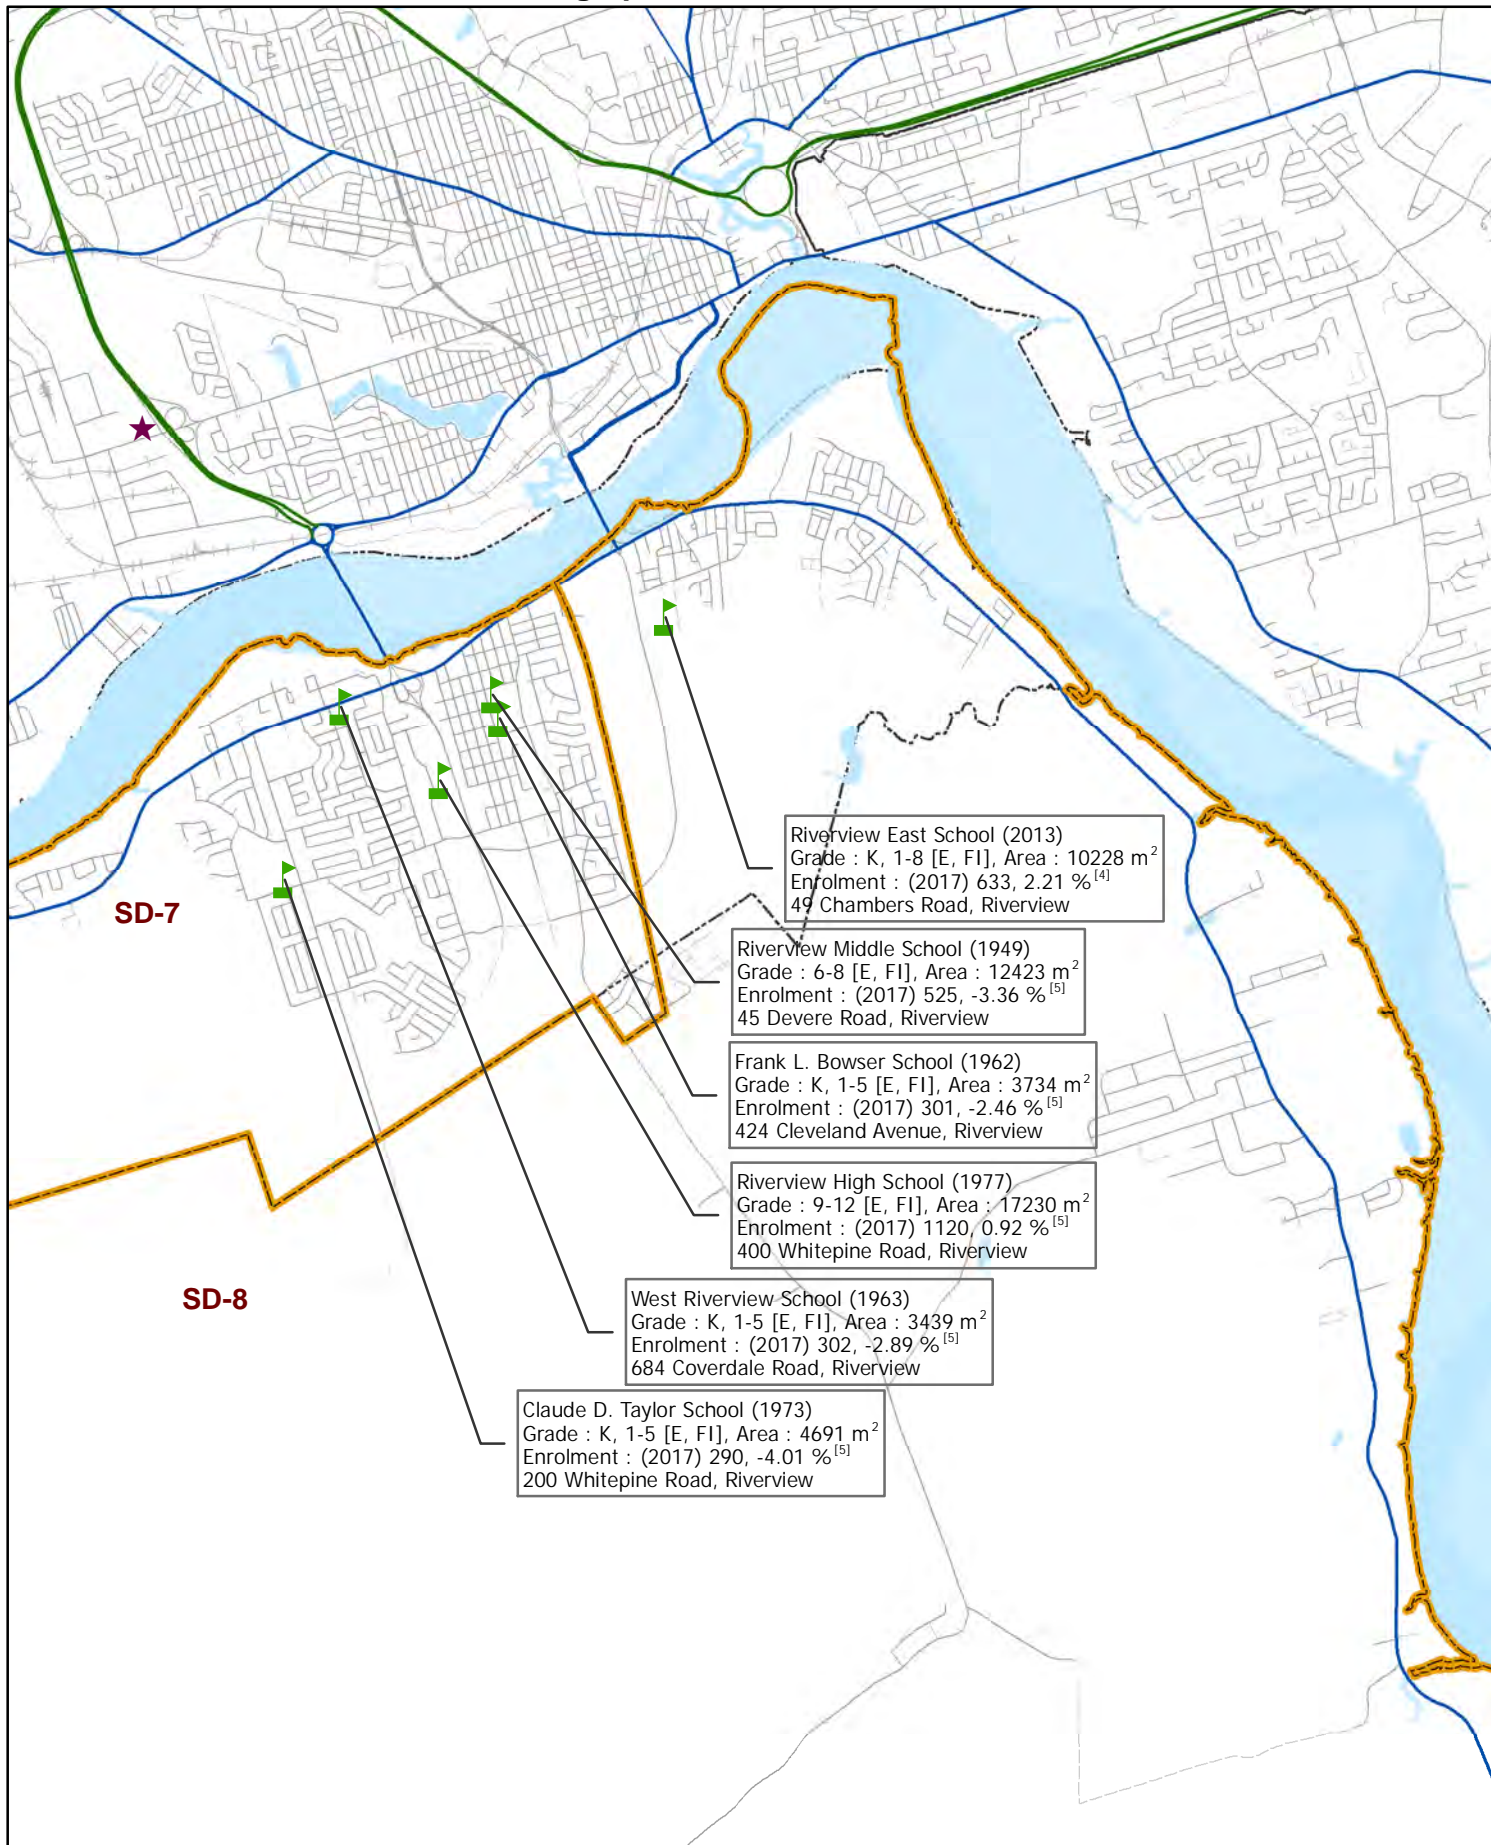 Riverview East School (2013)
Grade : K, 1-8 [E, FI], Area : 10228 m²
Enrolment : (2017) 633, 2.21 % [4]
49 Chambers Road, Riverview
SD-7
Riverview Middle School (1949)
Grade : 6-8 [E, FI], Area : 12423 m²
Enrolment : (2017) 525, -3.36 % [5]
45 Devere Road, Riverview
Frank L. Bowser School (1962)
Grade : K, 1-5 [E, FI], Area : 3734 m²
Enrolment : (2017) 301, -2.46 % [5]
424 Cleveland Avenue, Riverview
Riverview High School (1977)
Grade : 9-12 [E, FI], Area : 17230 m²
Enrolment : (2017) 1120, 0.92 % [5]
400 Whitepine Road, Riverview
SD-8
West Riverview School (1963)
Grade : K, 1-5 [E, FI], Area : 3439 m²
Enrolment : (2017) 302, -2.89 % [5]
684 Coverdale Road, Riverview
Claude D. Taylor School (1973)
Grade : K, 1-5 [E, FI], Area : 4691 m²
Enrolment : (2017) 290, -4.01 % [5]
200 Whitepine Road, Riverview